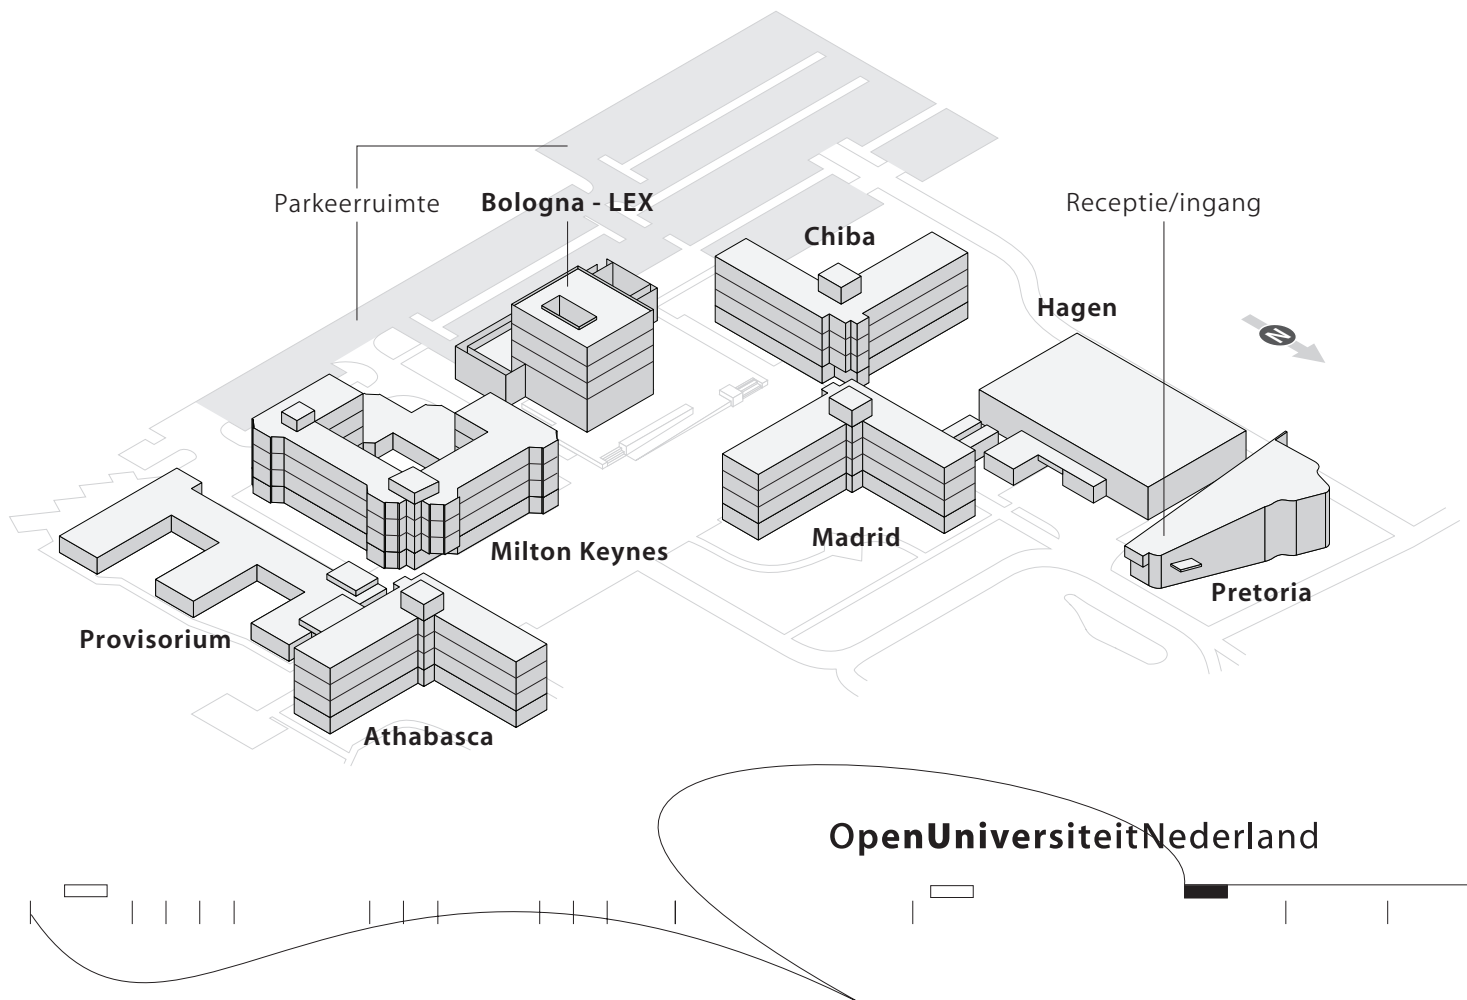 Parkeerruimte
Bologna - LEX
Receptie/ingang
Chiba
Hagen
N
Madrid
Milton Keynes
Pretoria
Provisorium
Athabasca
OpenUniversiteitNederland